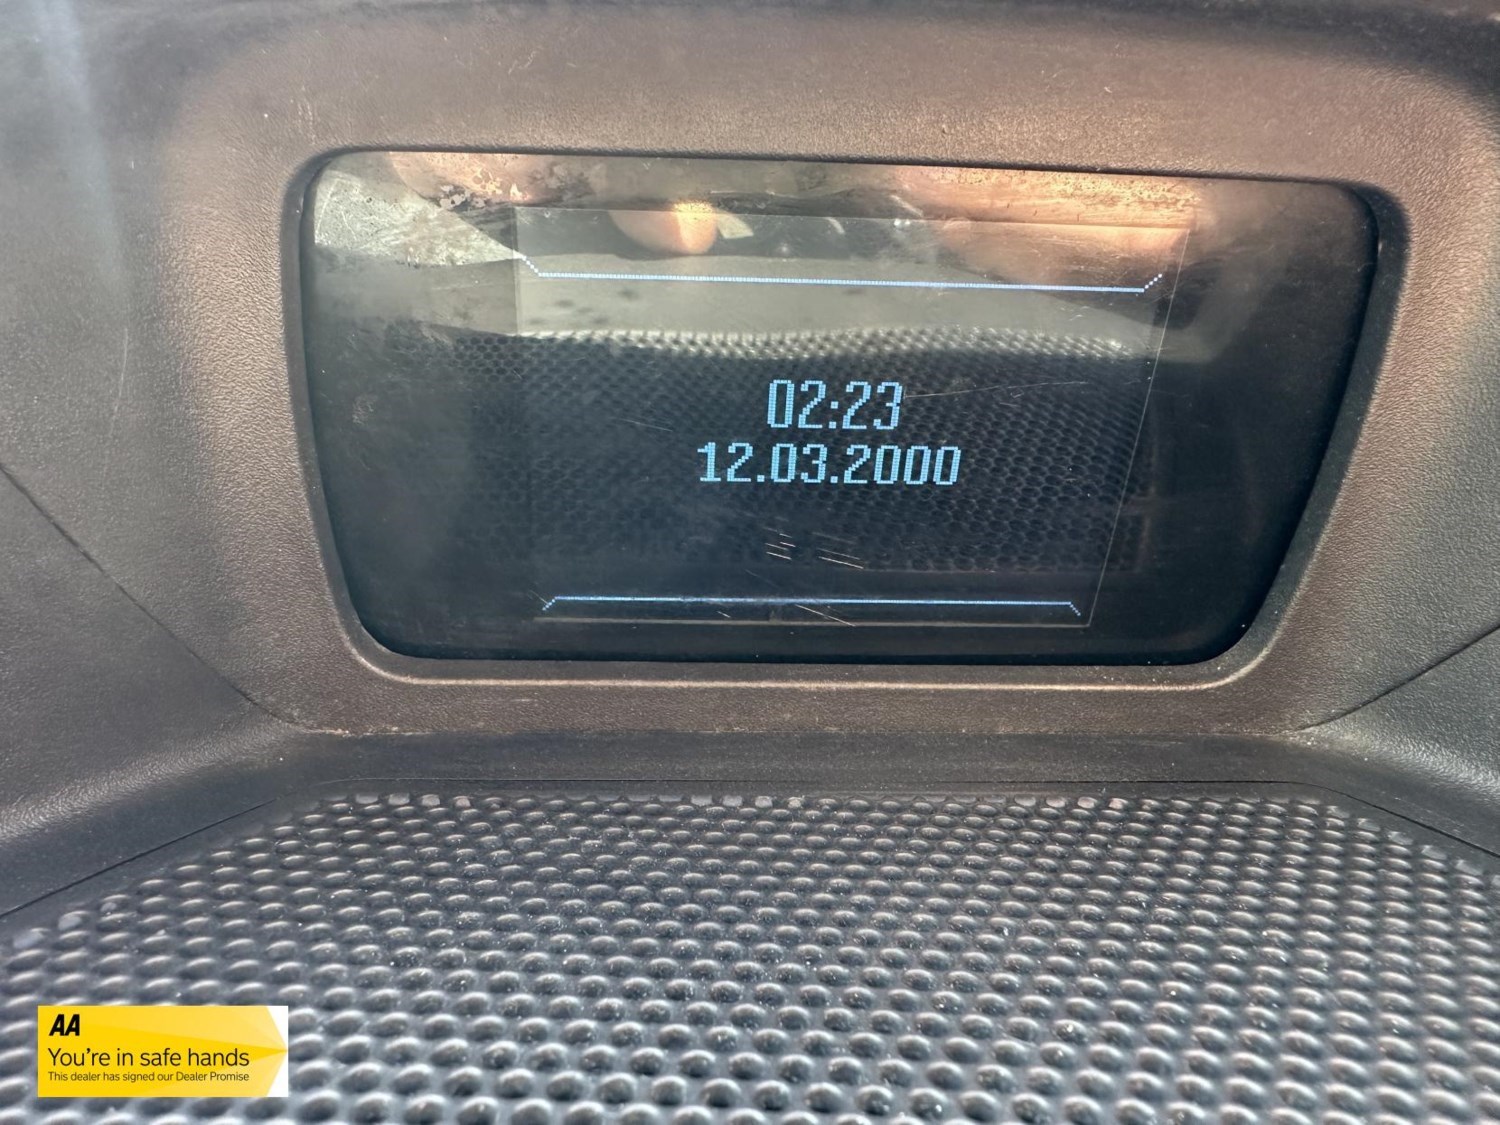 02:23
12.03.2000
AA
You're in safe hands
This dealer has signed our Dealer Promise